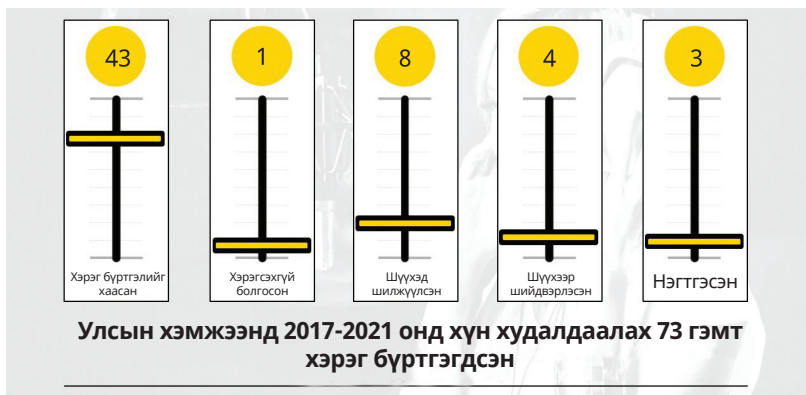 43
1
8
4
3
Хэрэг бүртгэлийг
хаасан
Хэрэгсэхгүй
болгосон
Шүүхэд
шилжүүлсэн
Шүүхээр
шийдвэрлэсэн
Нэгтгэсэн
Улсын хэмжээнд 2017-2021 онд хүн худалдаалах 73 гэмт
хэрэг бүртгэгдсэн